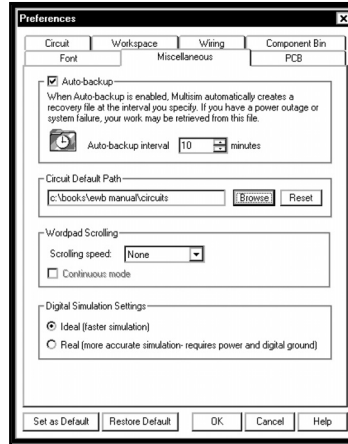 Preferences
Circuit Workspace Wiring Component Bin
Font Miscellaneous PCB
Auto-backup
When Auto-backup is enabled, Multisim automatically creates a
recovery file at the interval you specify. If you have a power outage or
system failure, your work may be retrieved from this file.
Auto-backup interval 10 minutes
Circuit Default Path
c:\books\ewb manual\circuits Browse Reset
Wordpad Scrolling
Scrolling speed: None
Continuous mode
Digital Simulation Settings
Ideal (faster simulation)
Real (more accurate simulation- requires power and digital ground)
Set as Default Restore Default OK Cancel Help